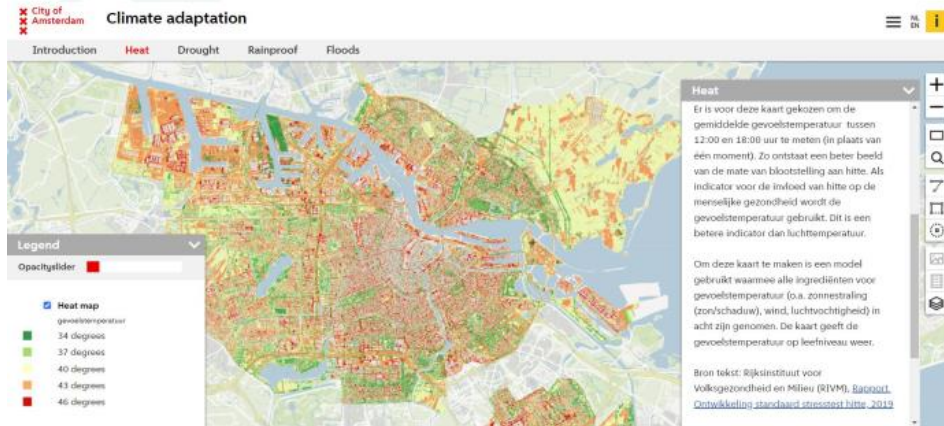 City of
Amsterdam
Climate adaptation
NL
EN
i
Introduction
Heat
Drought
Rainproof
Floods
Heat
Er is voor deze kaart gekozen om de
gemiddelde gevoelstemperatuur tussen
12:00 en 18:00 uur te meten (in plaats van
één moment). Zo ontstaat een beter beeld
van de mate van blootstelling aan hitte. Als
indicator voor de invloed van hitte op de
menselijke gezondheid wordt de
gevoelstemperatuur gebruikt. Dit is een
betere indicator dan luchttemperatuur.
Om deze kaart te maken is een model
gebruikt waarmee alle ingrediënten voor
gevoelstemperatuur (o.a. zonnestraling
(zon/schaduw), wind, luchtvochtigheid) in
acht zijn genomen. De kaart geeft de
gevoelstemperatuur op leefniveau weer.
Bron tekst: Rijksinstituut voor
Volksgezondheid en Milieu (RIVM), Rapport
Ontwikkeling standaard stresstest hitte, 2019
Legend
Opacityslider
Heat map
gevoelstemperatuur
34 degrees
37 degrees
40 degrees
43 degrees
46 degrees